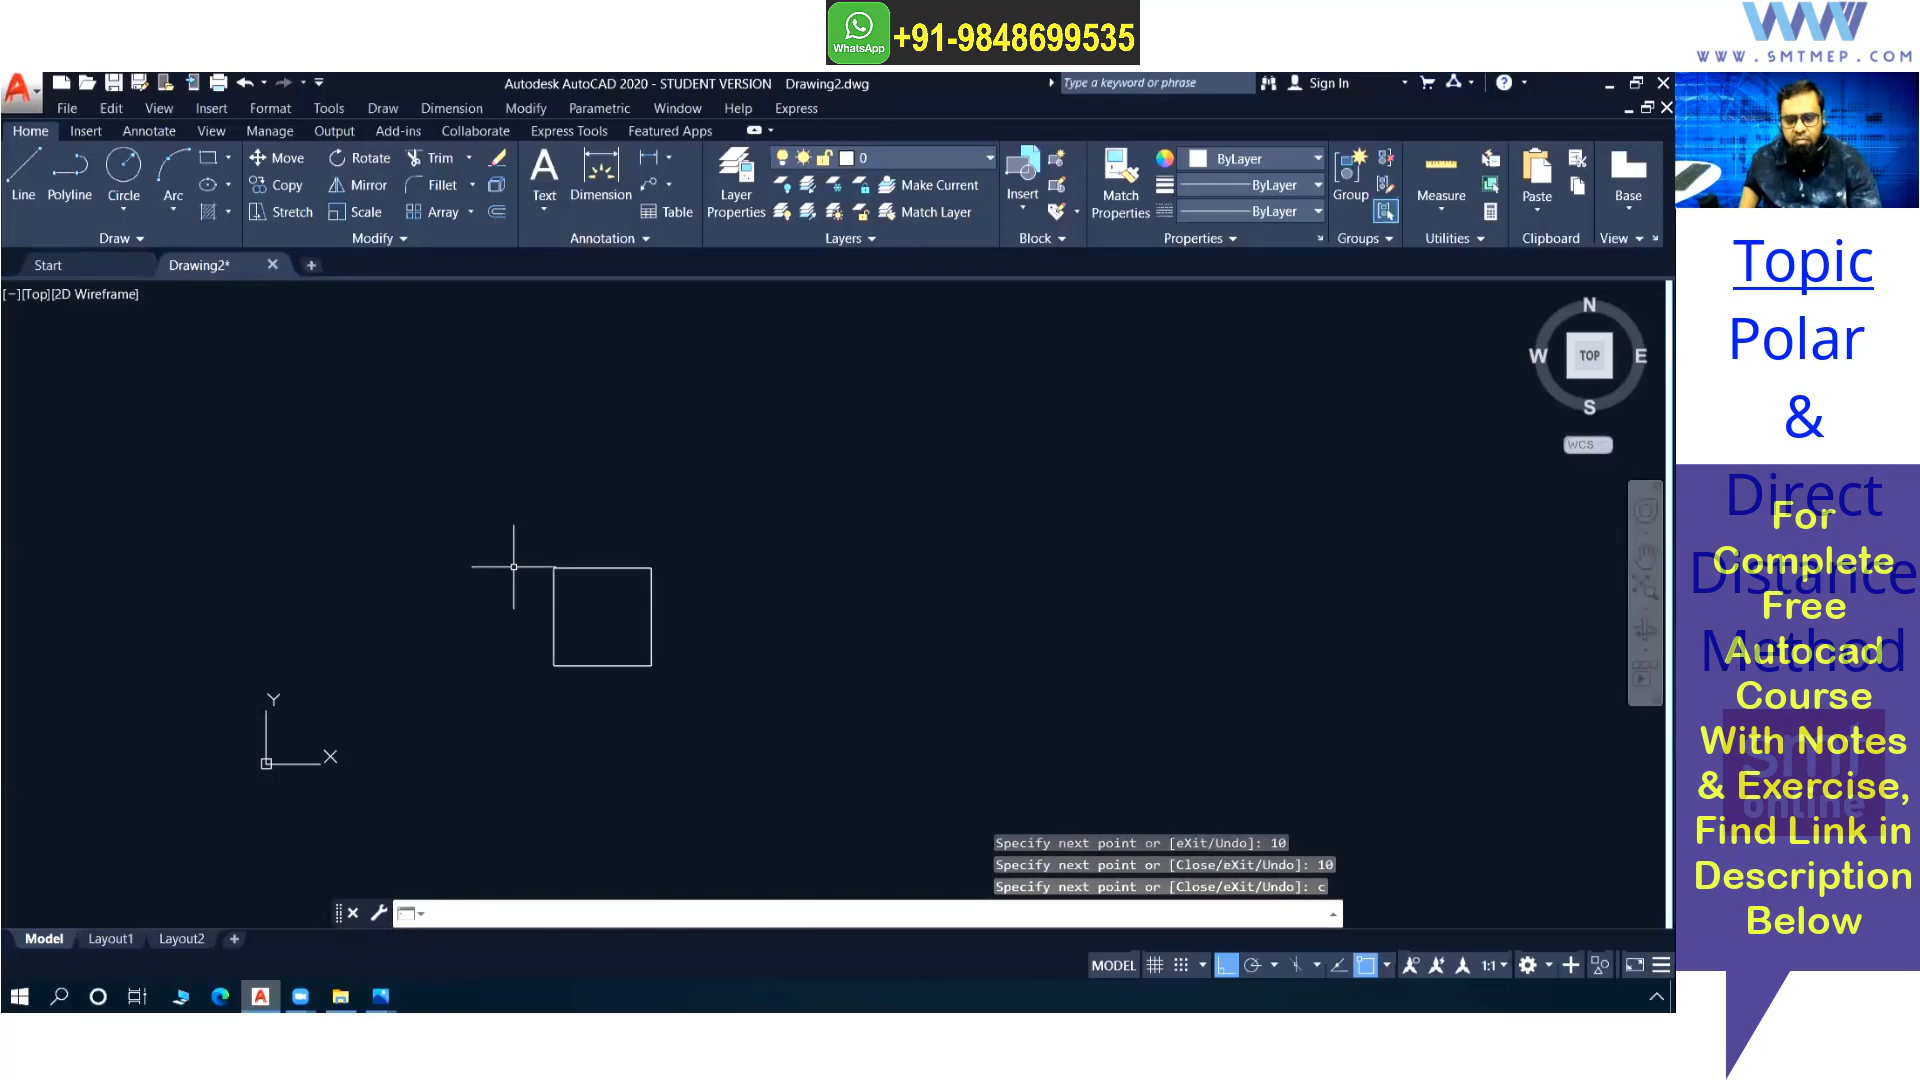 WhatsApp
+91-9848699535
WWW.SMTMEP.COM
Autodesk AutoCAD 2020 - STUDENT VERSION Drawing2.dwg
Type a keyword or phrase
Sign In
File Edit View Insert Format Tools Draw Dimension Modify Parametric Window Help Express
Home Insert Annotate View Manage Output Add-ins Collaborate Express Tools Featured Apps
Line Polyline Circle Arc
Move Rotate Trim
Copy Mirror Fillet
Stretch Scale Array
Text Dimension Table
Layer Properties
0
Make Current
Match Layer
Insert
Match Properties
ByLayer
ByLayer
ByLayer
Group
Measure
Paste
Base
Draw Modify Annotation Layers Block Properties Groups Utilities Clipboard View
Start Drawing2*
[−][Top][2D Wireframe]
N
W TOP E
S
WCS
Y
X
Specify next point or [eXit/Undo]: 10
Specify next point or [Close/eXit/Undo]: 10
Specify next point or [Close/eXit/Undo]: c
Model Layout1 Layout2
MODEL
1:1
Topic
Polar
&
Direct
Distance
Method
For
Complete
Free
Autocad
Course
With Notes
& Exercise,
Find Link in
Description
Below
online